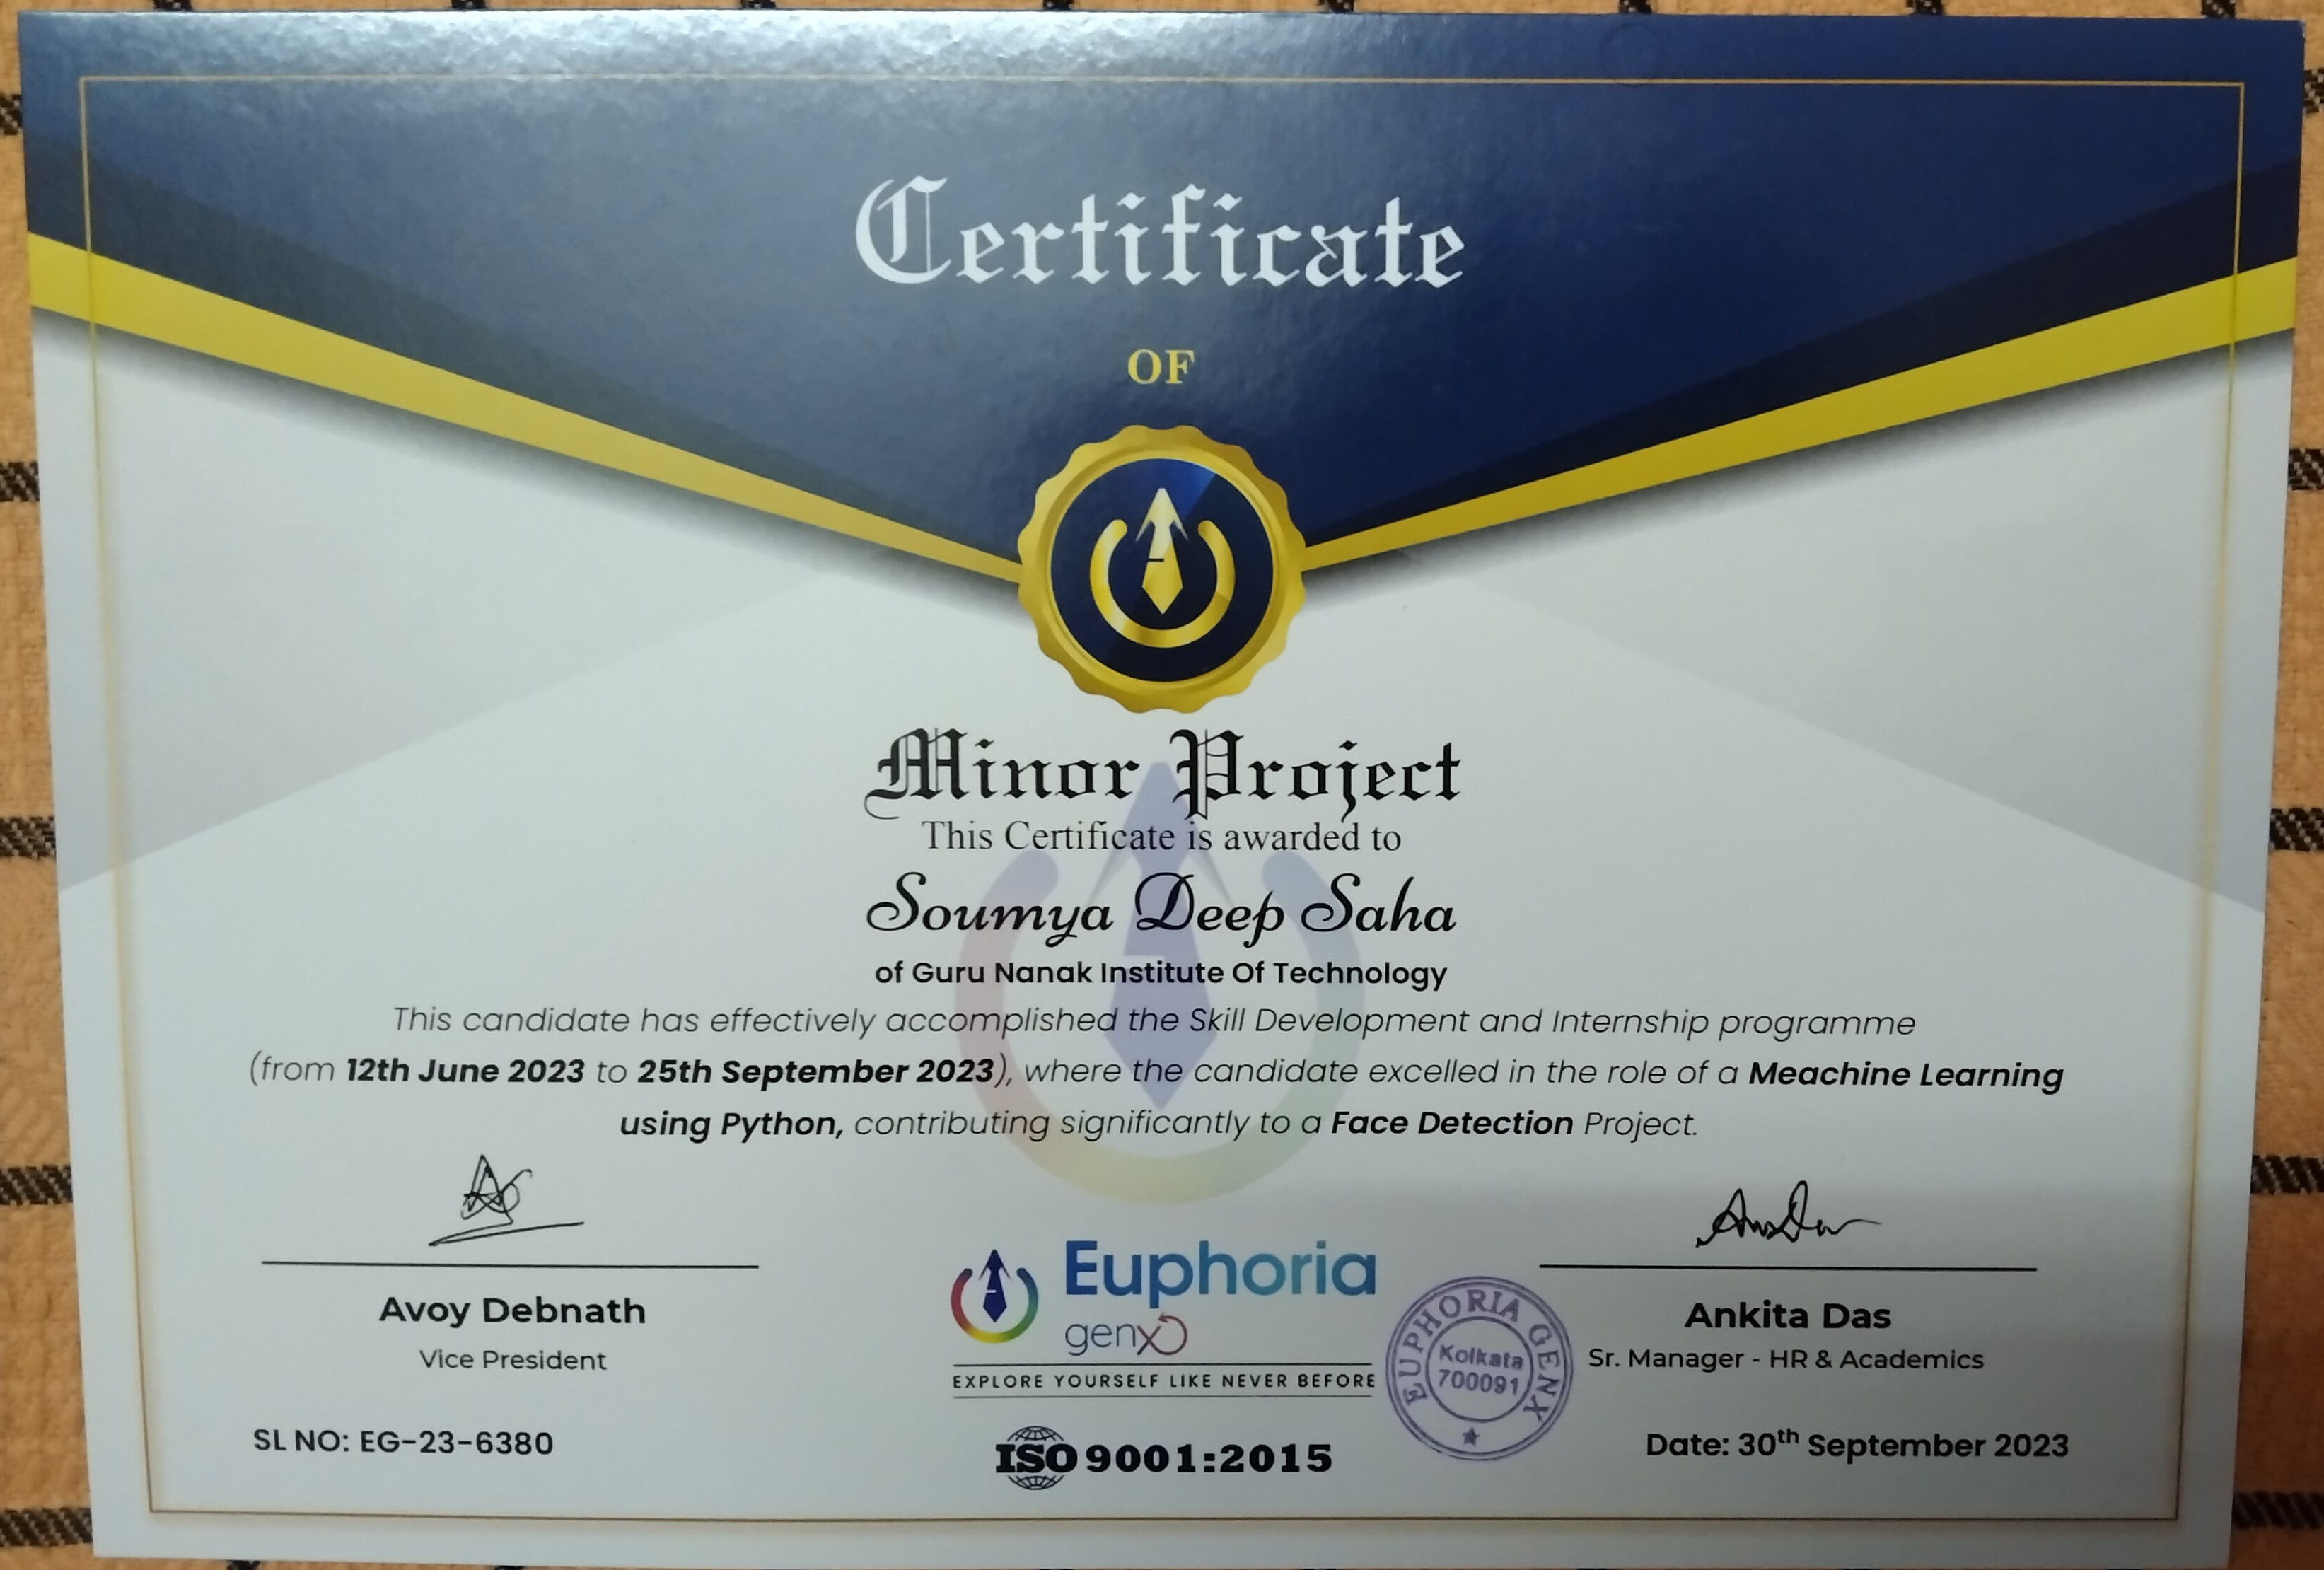 Certificate
OF
Minor Project
This Certificate is awarded to
Soumya Deep Saha
of Guru Nanak Institute Of Technology
This candidate has effectively accomplished the Skill Development and Internship programme
(from 12th June 2023 to 25th September 2023), where the candidate excelled in the role of a Meachine Learning
using Python, contributing significantly to a Face Detection Project.
Avoy Debnath
Vice President
SL NO: EG-23-6380
Euphoria
genx
EXPLORE YOURSELF LIKE NEVER BEFORE
ISO 9001:2015
EUPHORIA GENX
Kolkata
700091
Ankita Das
Sr. Manager - HR & Academics
Date: 30th September 2023